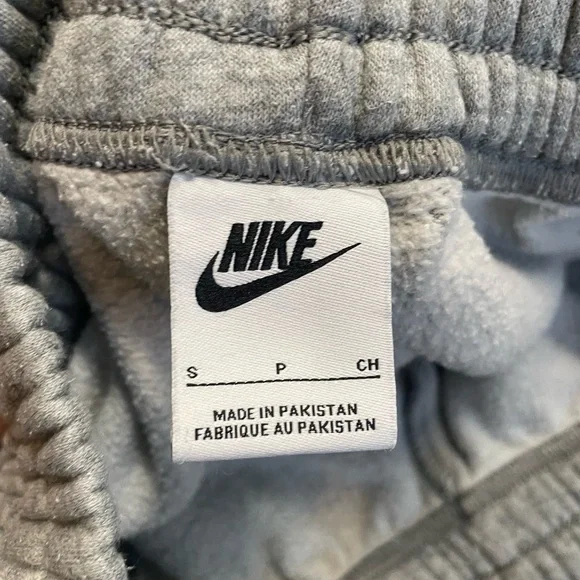 NIKE
S P CH
MADE IN PAKISTAN
FABRIQUE AU PAKISTAN